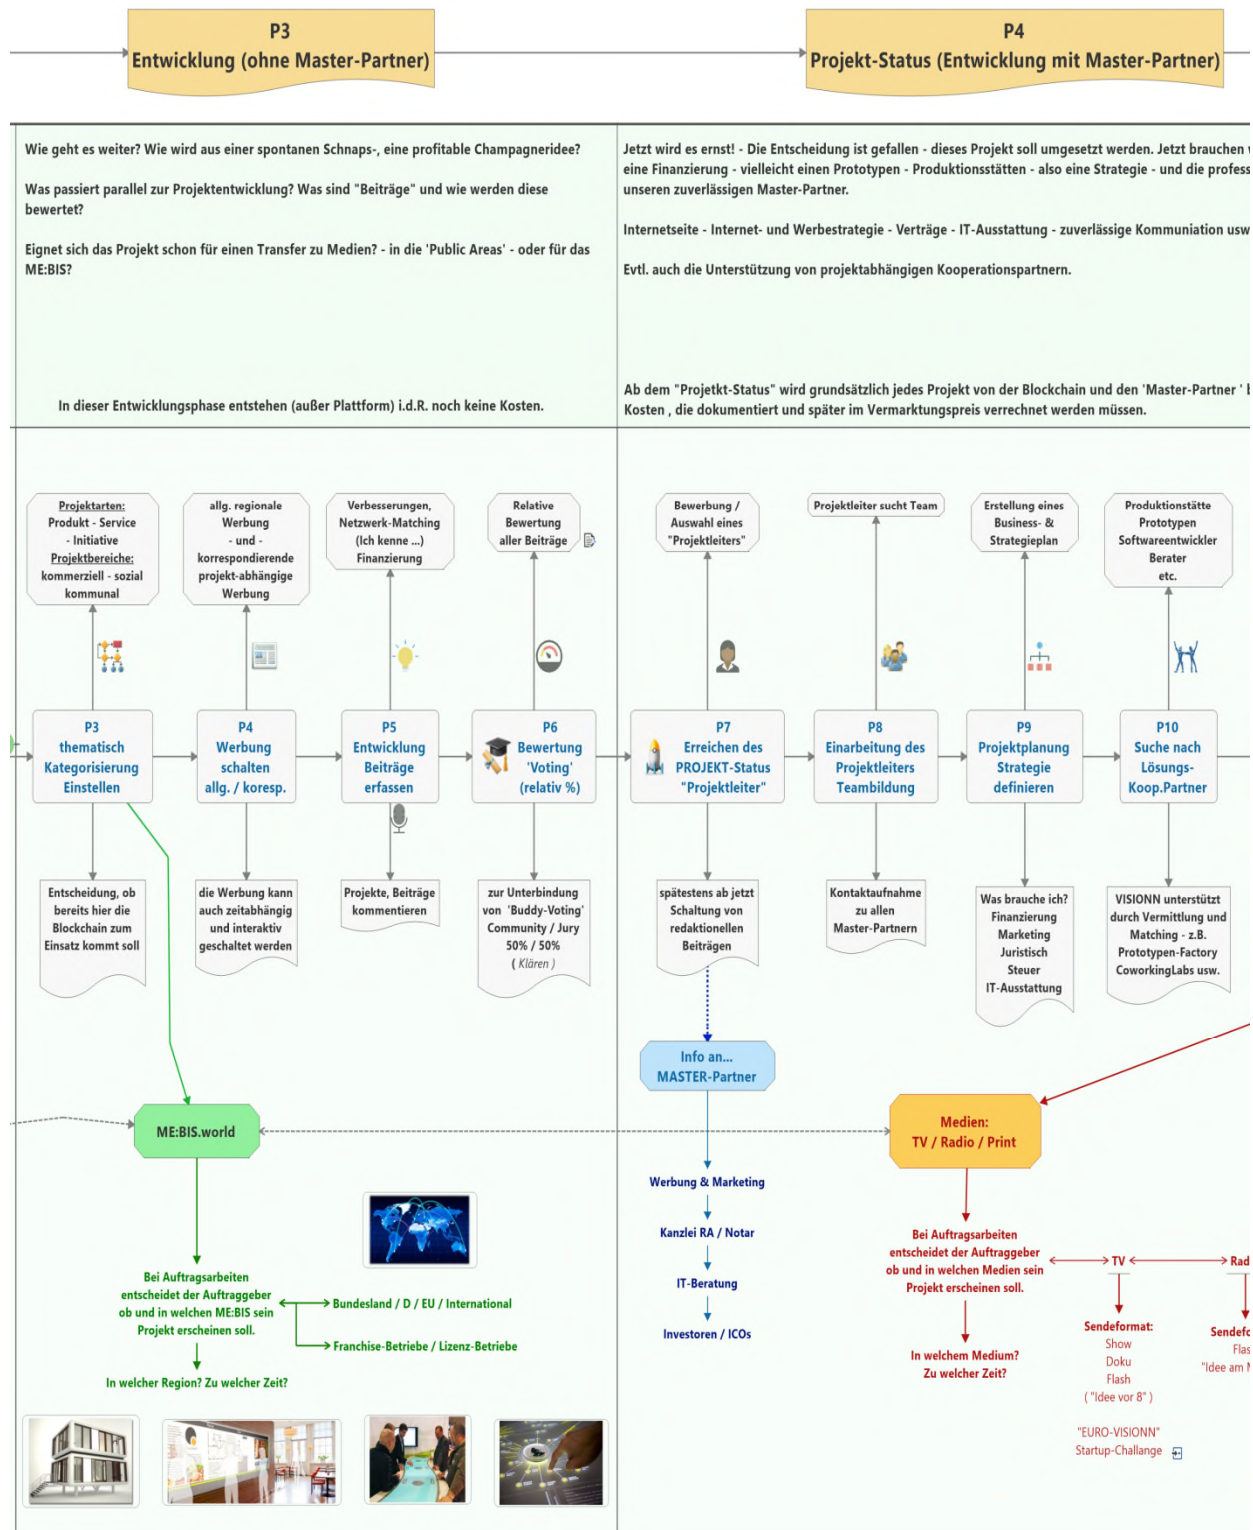 P3
Entwicklung (ohne Master-Partner)
P4
Projekt-Status (Entwicklung mit Master-Partner)
Wie geht es weiter? Wie wird aus einer spontanen Schnaps-, eine profitable Champagneridee?
Was passiert parallel zur Projektentwicklung? Was sind "Beiträge" und wie werden diese
bewertet?
Eignet sich das Projekt schon für einen Transfer zu Medien? - in die 'Public Areas' - oder für das
ME:BIS?
In dieser Entwicklungsphase entstehen (außer Plattform) i.d.R. noch keine Kosten.
Jetzt wird es ernst! - Die Entscheidung ist gefallen - dieses Projekt soll umgesetzt werden. Jetzt brauchen
eine Finanzierung - vielleicht einen Prototypen - Produktionsstätten - also eine Strategie - und die
unseren zuverlässigen Master-Partner.
Internetseite - Internet- und Werbestrategie - Verträge - IT-Ausstattung - zuverlässige Kommuniation usw
Evtl. auch die Unterstützung von projektabhängigen Kooperationspartnern.
Ab dem "Projetkt-Status" wird grundsätzlich jedes Projekt von der Blockchain und den 'Master-Partner '
Kosten , die dokumentiert und später im Vermarktungspreis verrechnet werden müssen.
Projektarten:
Produkt - Service
- Initiative
Projektbereiche:
kommerziell - sozial
kommunal
allg. regionale
Werbung
- und -
korrespondierende
projekt-abhängige
Werbung
Verbesserungen,
Netzwerk-Matching
(Ich kenne ...)
Finanzierung
Relative
Bewertung
aller Beiträge
Bewerbung /
Auswahl eines
"Projektleiters"
Projektleiter sucht Team
Erstellung eines
Business- &
Strategieplan
Produktionstätte
Prototypen
Softwareentwickler
Berater
etc.
P3
thematisch
Kategorisierung
Einstellen
P4
Werbung
schalten
allg. / koresp.
P5
Entwicklung
Beiträge
erfassen
P6
Bewertung
'Voting'
(relativ %)
P7
Erreichen des
PROJEKT-Status
"Projektleiter"
P8
Einarbeitung des
Projektleiters
Teambildung
P9
Projektplanung
Strategie
definieren
P10
Suche nach
Lösungs-
Koop.Partner
Entscheidung, ob
bereits hier die
Blockchain zum
Einsatz kommt soll
die Werbung kann
auch zeitabhängig
und interaktiv
geschaltet werden
Projekte, Beiträge
kommentieren
zur Unterbindung
von 'Buddy-Voting'
Community / Jury
50% / 50%
( Klären )
spätestens ab jetzt
Schaltung von
redaktionellen
Beiträgen
Kontaktaufnahme
zu allen
Master-Partnern
Was brauche ich?
Finanzierung
Marketing
Juristisch
Steuer
IT-Ausstattung
VISIONN unterstützt
durch Vermittlung und
Matching - z.B.
Prototypen-Factory
CoworkingLabs usw.
Info an...
MASTER-Partner
ME:BIS.world
Medien:
TV / Radio / Print
Werbung & Marketing
Kanzlei RA / Notar
IT-Beratung
Investoren / ICOs
Bei Auftragsarbeiten
entscheidet der Auftraggeber
ob und in welchen ME:BIS sein
Projekt erscheinen soll.
Bundesland / D / EU / International
Franchise-Betriebe / Lizenz-Betriebe
In welcher Region? Zu welcher Zeit?
Bei Auftragsarbeiten
entscheidet der Auftraggeber
ob und in welchen Medien sein
Projekt erscheinen soll.
In welchem Medium?
Zu welcher Zeit?
TV
Sendeformat:
Show
Doku
Flash
( "Idee vor 8" )
"EURO-VISIONN"
Startup-Challange
Rad
Sendefo
Flas
"Idee am